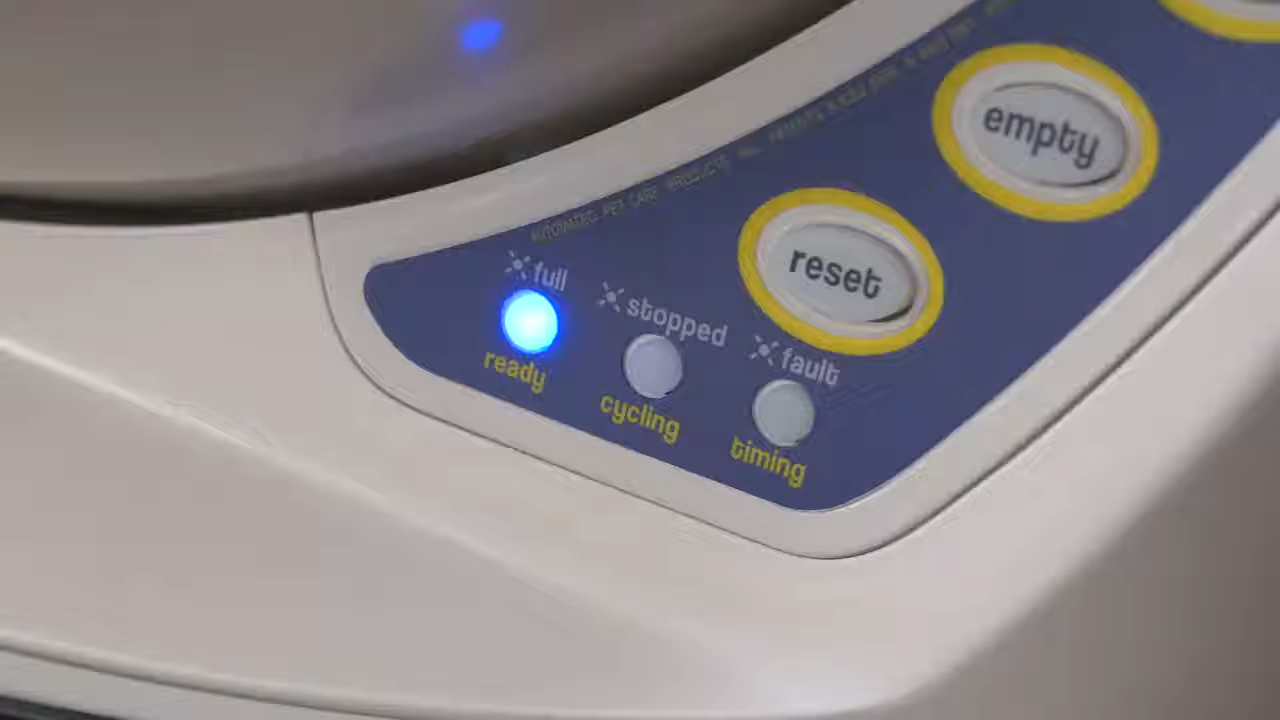 AUTOMATED PET CARE PRODUCTS
empty
reset
full
stopped
fault
ready
cycling
timing